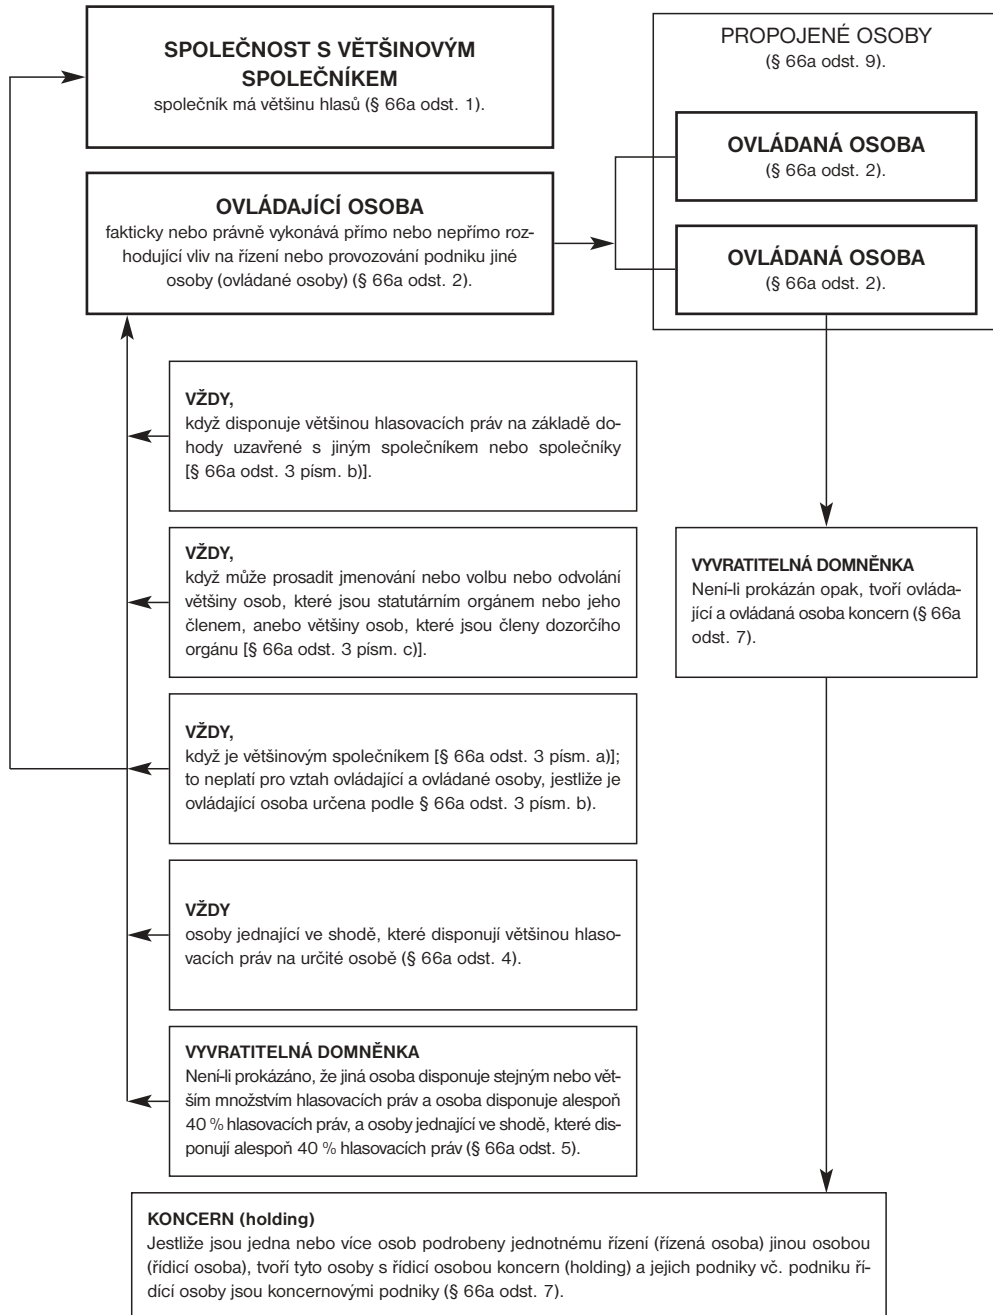 SPOLEČNOST S VĚTŠINOVÝM
SPOLEČNÍKEM
společník má většinu hlasů (§ 66a odst. 1).
PROPOJENÉ OSOBY
(§ 66a odst. 9).
OVLÁDANÁ OSOBA
(§ 66a odst. 2).
OVLÁDAJÍCÍ OSOBA
fakticky nebo právně vykonává přímo nebo nepřímo roz-
hodující vliv na řízení nebo provozování podniku jiné
osoby (ovládané osoby) (§ 66a odst. 2).
OVLÁDANÁ OSOBA
(§ 66a odst. 2).
VŽDY,
když disponuje většinou hlasovacích práv na základě do-
hody uzavřené s jiným společníkem nebo společníky
[§ 66a odst. 3 písm. b)].
VŽDY,
když může prosadit jmenování nebo volbu nebo odvolání
většiny osob, které jsou statutárním orgánem nebo jeho
členem, anebo většiny osob, které jsou členy dozorčího
orgánu [§ 66a odst. 3 písm. c)].
VYVRATITELNÁ DOMNĚNKA
Není-li prokázán opak, tvoří ovláda-
jící a ovládaná osoba koncern (§ 66a
odst. 7).
VŽDY,
když je většinovým společníkem [§ 66a odst. 3 písm. a)];
to neplatí pro vztah ovládající a ovládané osoby, jestliže je
ovládající osoba určena podle § 66a odst. 3 písm. b).
VŽDY
osoby jednající ve shodě, které disponují většinou hlaso-
vacích práv na určité osobě (§ 66a odst. 4).
VYVRATITELNÁ DOMNĚNKA
Není-li prokázáno, že jiná osoba disponuje stejným nebo vět-
ším množstvím hlasovacích práv a osoba disponuje alespoň
40 % hlasovacích práv, a osoby jednající ve shodě, které dis-
ponují alespoň 40 % hlasovacích práv (§ 66a odst. 5).
KONCERN (holding)
Jestliže jsou jedna nebo více osob podrobeny jednotnému řízení (řízená osoba) jinou osobou
(řídicí osoba), tvoří tyto osoby s řídicí osobou koncern (holding) a jejich podniky vč. podniku ří-
dící osoby jsou koncernovými podniky (§ 66a odst. 7).